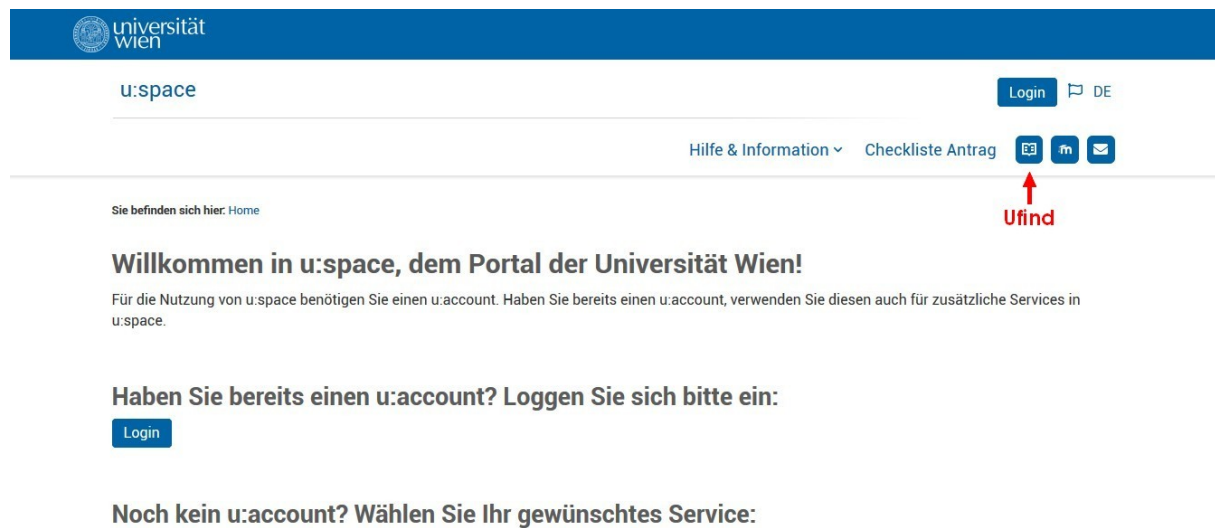 universität
wien
u:space
Login DE
Hilfe & Information Checkliste Antrag
Sie befinden sich hier: Home
Ufind
Willkommen in u:space, dem Portal der Universität Wien!
Für die Nutzung von u:space benötigen Sie einen u:account. Haben Sie bereits einen u:account, verwenden Sie diesen auch für zusätzliche Services in
u:space.
Haben Sie bereits einen u:account? Loggen Sie sich bitte ein:
Login
Noch kein u:account? Wählen Sie Ihr gewünschtes Service: